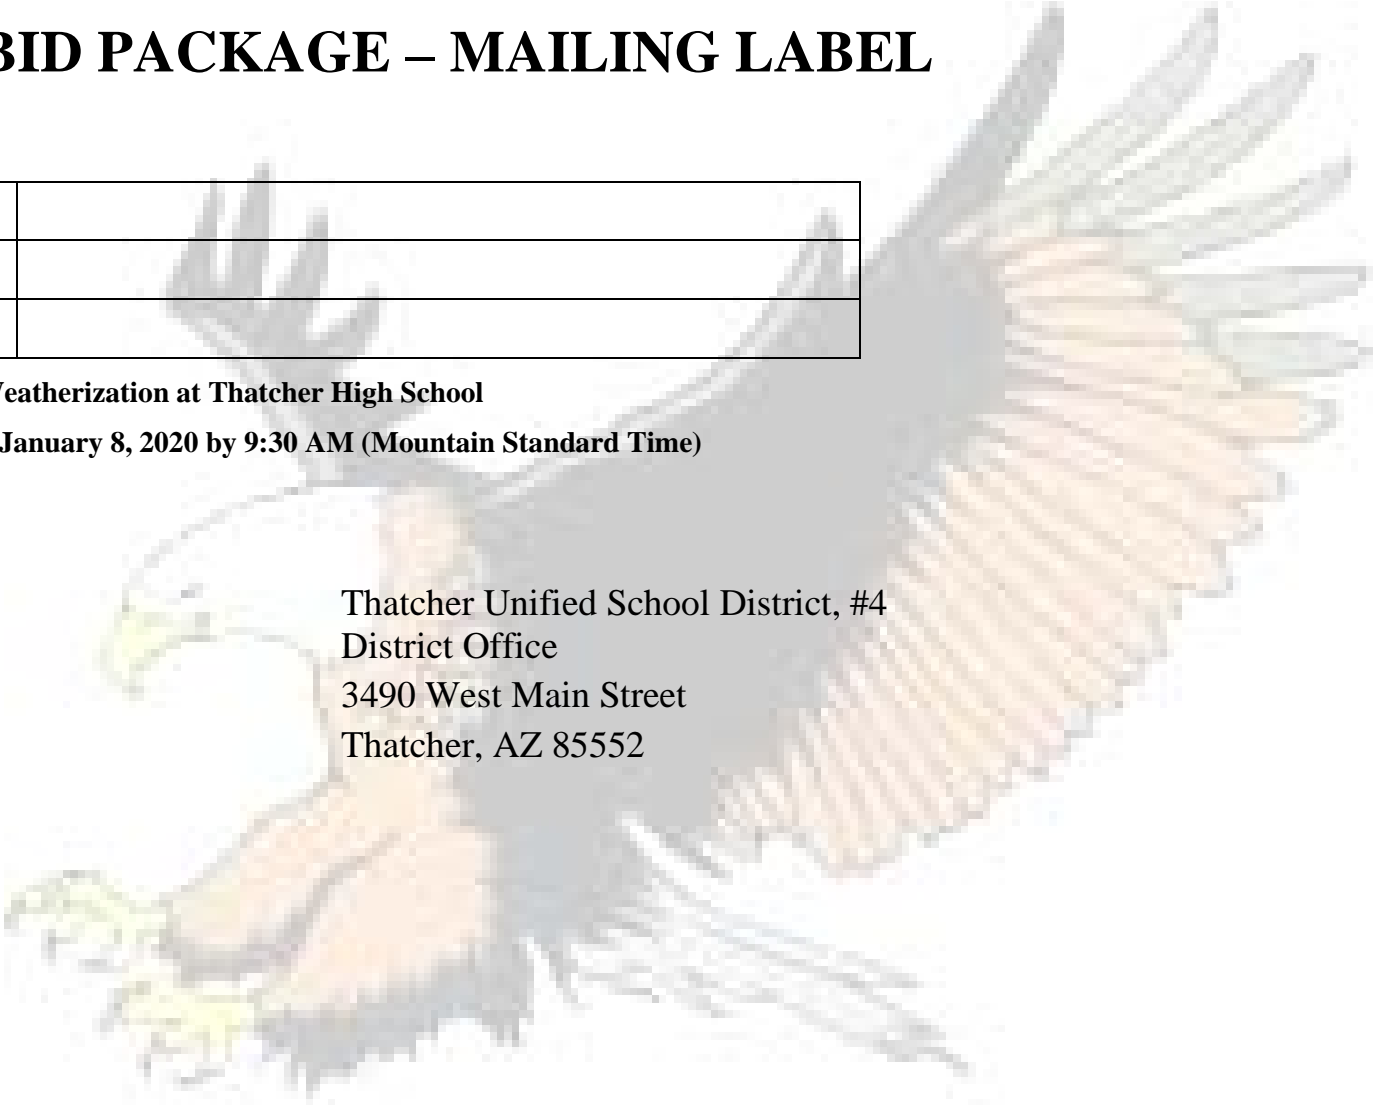 BID PACKAGE – MAILING LABEL
eatherization at Thatcher High School
January 8, 2020 by 9:30 AM (Mountain Standard Time)
Thatcher Unified School District, #4
District Office
3490 West Main Street
Thatcher, AZ 85552